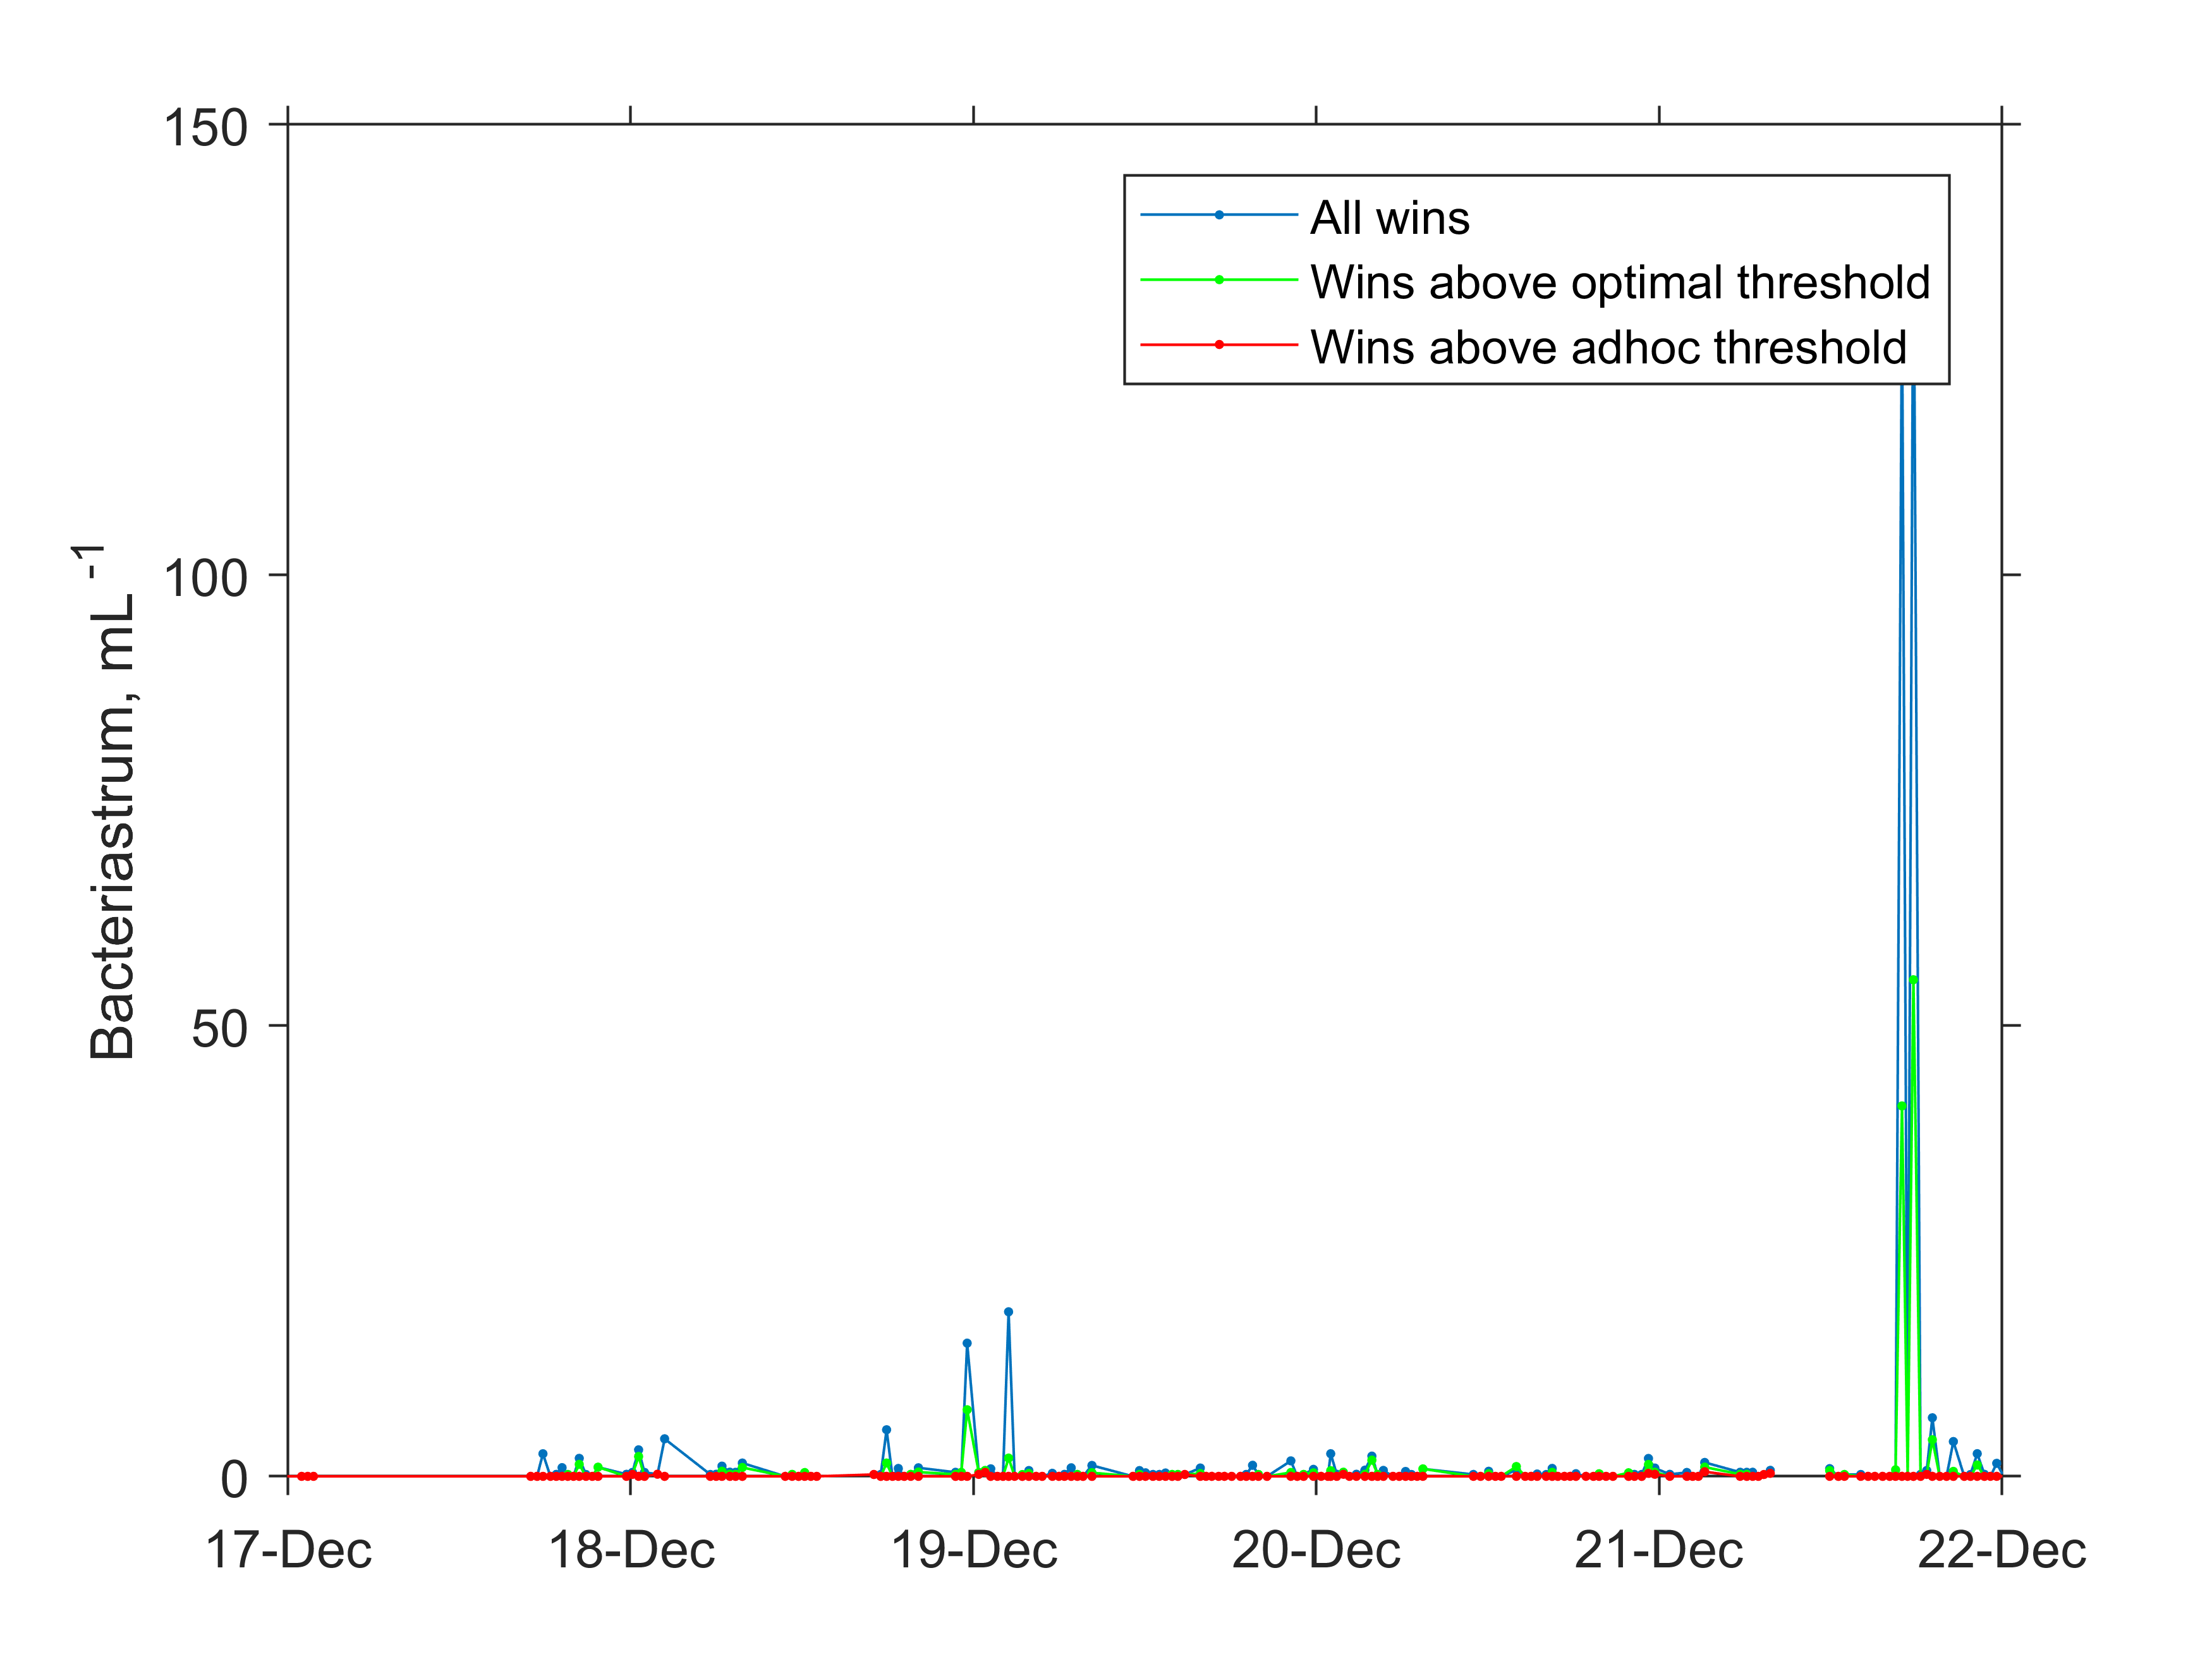 150
100
50
0
Bacteriastrum, mL-1
All wins
Wins above optimal threshold
Wins above adhoc threshold
17-Dec
18-Dec
19-Dec
20-Dec
21-Dec
22-Dec